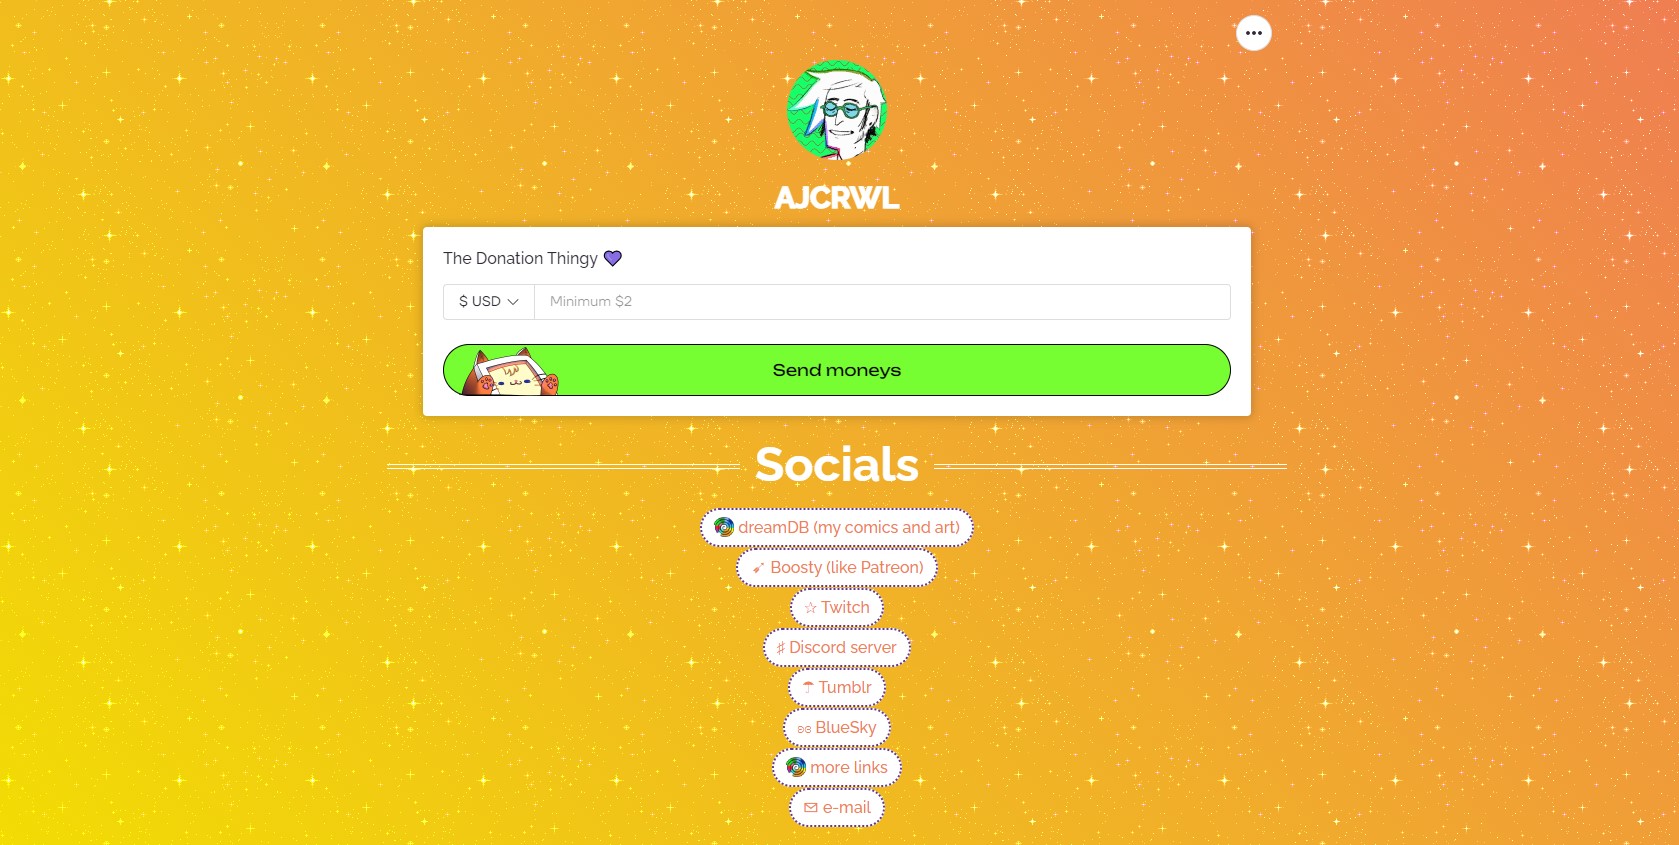 AJCRWL
The Donation Thingy 💜
$ USD Minimum $2
Send moneys
Socials
dreamDB (my comics and art)
➶ Boosty (like Patreon)
☆ Twitch
♯ Discord server
☂ Tumblr
BlueSky
more links
✉ e-mail